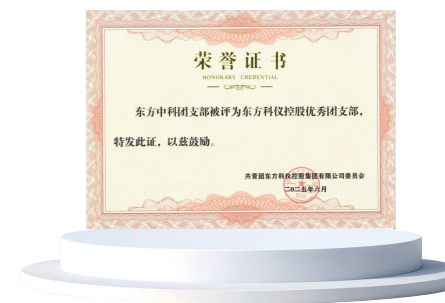 荣誉证书
HONORARY CREDENTIAL
东方中科团支部被评为东方科仪控股优秀团支部，
特发此证，以兹鼓励。
共青团东方科仪控股集团有限公司委员会
二〇二五年六月